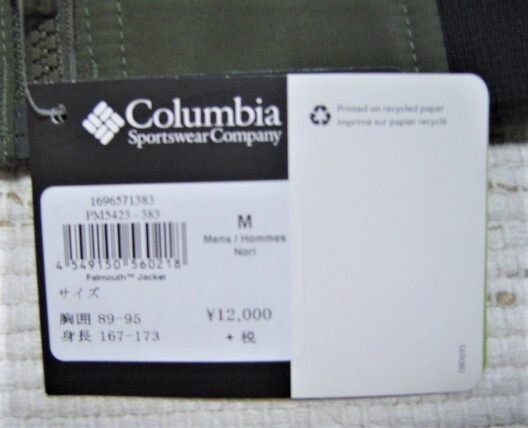 Columbia
Sportswear Company
Printed on recycled paper
Imprimé sur papier recyclé
1696571383
PM5423 - 383
4 549150 560218
Falmouth™ Jacket
M
Mens / Hommes
Nori
サイズ
胸囲 89-95
身長 167-173
¥12,000
+ 税